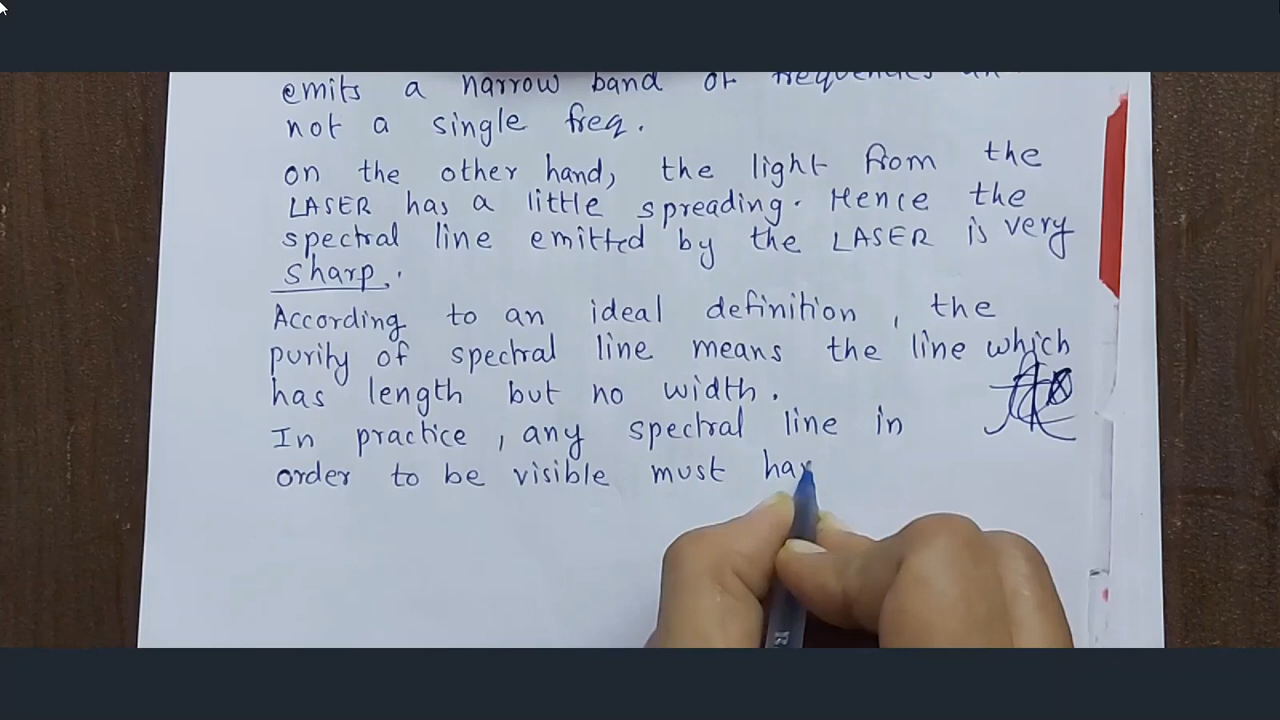 emits a narrow band of frequencies
not a single freq.
on the other hand, the light from the
LASER has a little spreading. Hence the
spectral line emitted by the LASER is very
sharp.
According to an ideal definition, the
purity of spectral line means the line which
has length but no width.
In practice, any spectral line in
order to be visible must hav